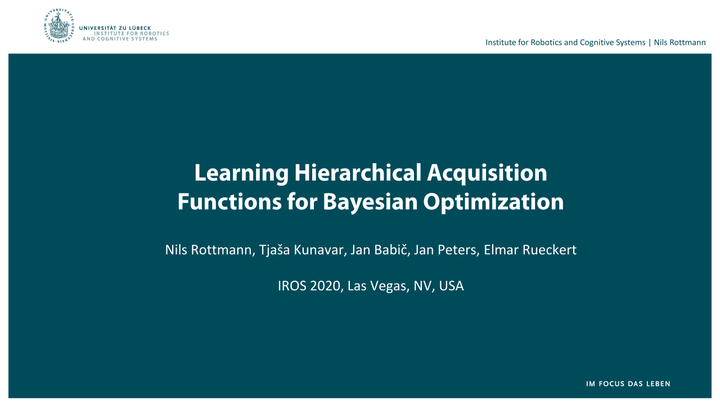 UNIVERSITÄT ZU LÜBECK
INSTITUTE FOR ROBOTICS
AND COGNITIVE SYSTEMS
Institute for Robotics and Cognitive Systems | Nils Rottmann
Learning Hierarchical Acquisition
Functions for Bayesian Optimization
Nils Rottmann, Tjaša Kunavar, Jan Babič, Jan Peters, Elmar Rueckert
IROS 2020, Las Vegas, NV, USA
IM FOCUS DAS LEBEN